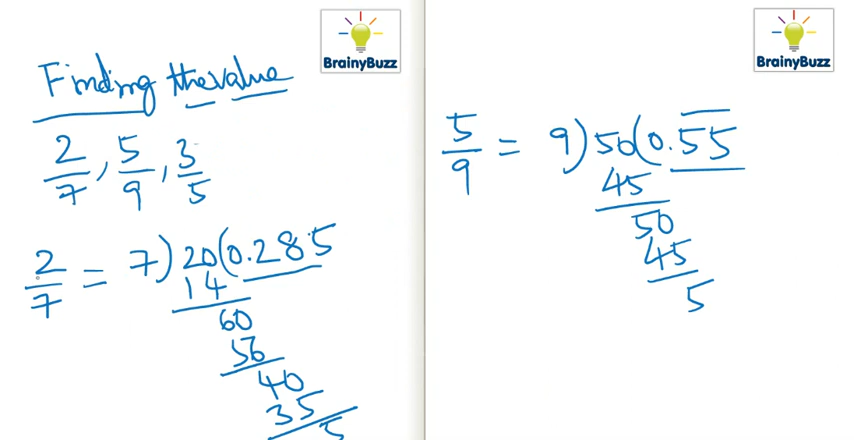 BrainyBuzz
Finding the value
2/7, 5/9, 3/5
2/7 = 7) 20 (0.285
14
60
56
40
35
5
BrainyBuzz
5/9 = 9) 50 (0.55
45
50
45
5